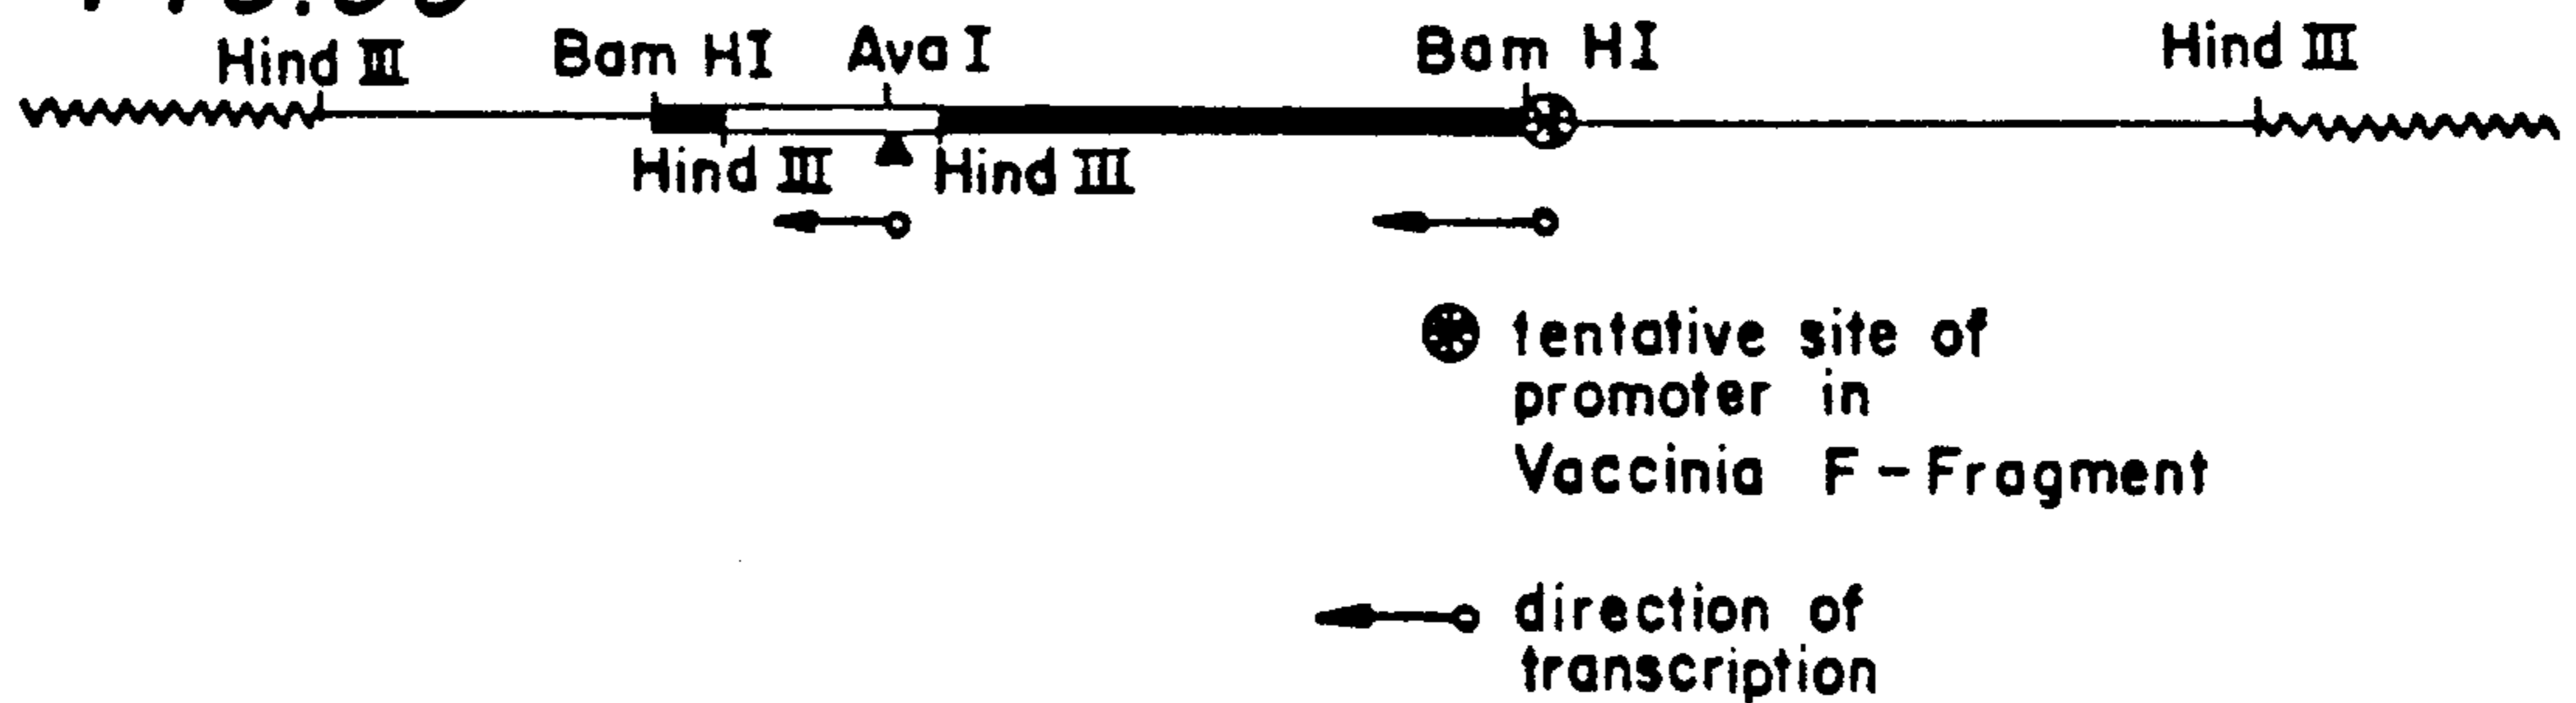 Hind III Bam HI Ava I Bam HI Hind III
Hind III Hind III
tentative site of
promoter in
Vaccinia F-Fragment
direction of
transcription